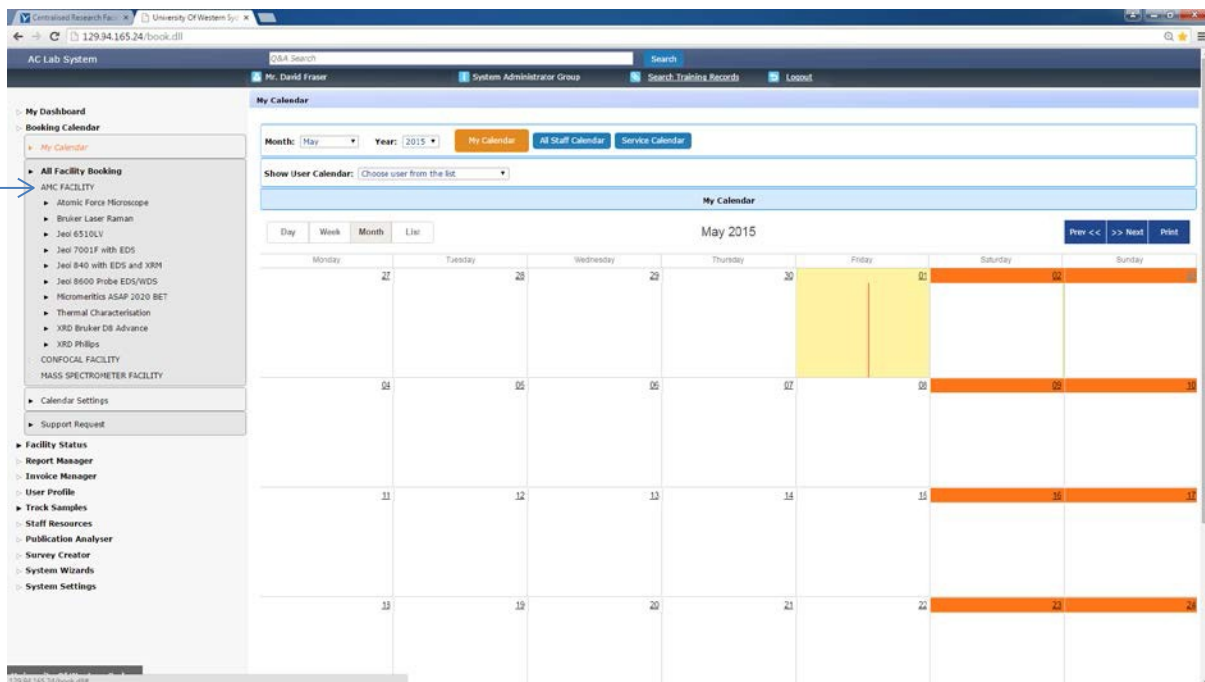 Centralised Research Faci
University Of Western Syd
129.94.165.24/book.dll
AC Lab System
Q&A Search
Search
Mr. David Fraser
System Administrator Group
Search Training Records
Logout
My Dashboard
Booking Calendar
My Calendar
All Facility Booking
AMC FACILITY
Atomic Force Microscope
Bruker Laser Raman
Jeol 6510LV
Jeol 7001F with EDS
Jeol 840 with EDS and XRM
Jeol 8600 Probe EDS/WDS
Micromeritics ASAP 2020 BET
Thermal Characterisation
XRD Bruker D8 Advance
XRD Philips
CONFOCAL FACILITY
MASS SPECTROMETER FACILITY
Calendar Settings
Support Request
Facility Status
Report Manager
Invoice Manager
User Profile
Track Samples
Staff Resources
Publication Analyser
Survey Creator
System Wizards
System Settings
My Calendar
Month: May Year: 2015 My Calendar All Staff Calendar Service Calendar
Show User Calendar: Choose user from the list
My Calendar
Day Week Month List
May 2015
Prev << >> Next Print
Monday Tuesday Wednesday Thursday Friday Saturday Sunday
27 28 29 30 01 02
04 05 06 07 08 09 10
11 12 13 14 15 16 17
18 19 20 21 22 23 24
129.94.165.24/book.dll#